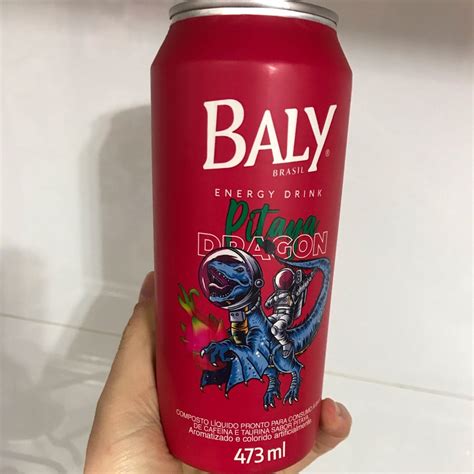 BALY®
BRASIL
ENERGY DRINK
Pitaya
DRAGON
COMPOSTO LÍQUIDO PRONTO PARA CONSUMO À
DE CAFEÍNA E TAURINA SABOR PITAYA
Aromatizado e colorido artificialmente
473 ml